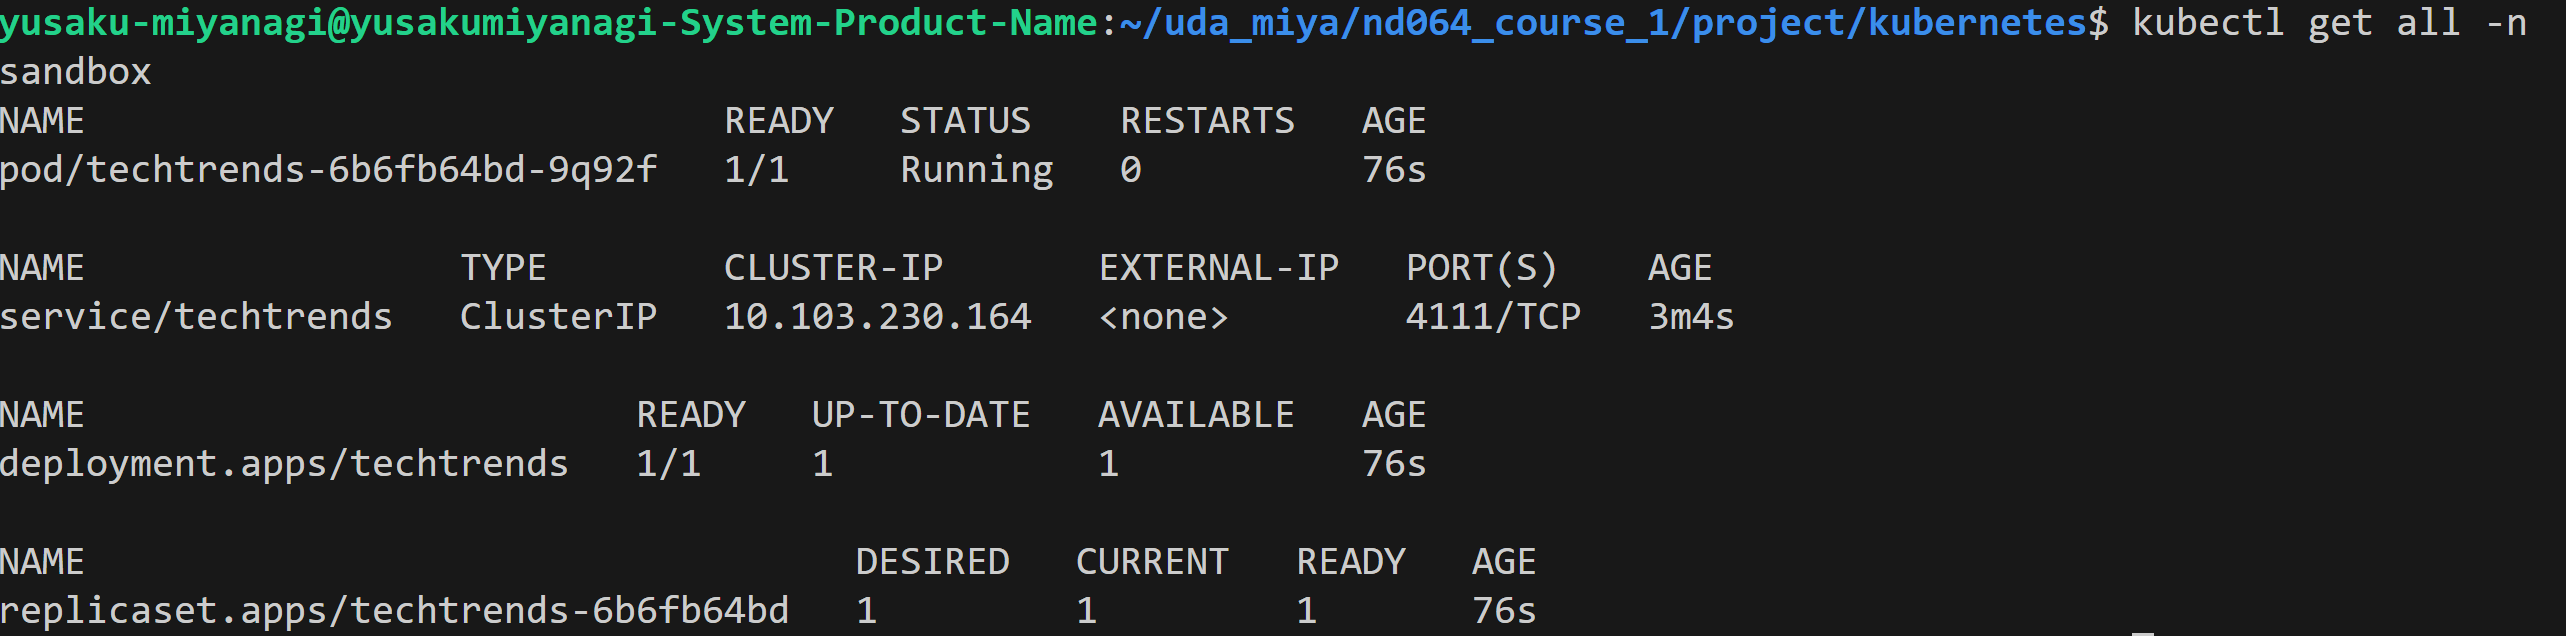 yusaku-miyanagi@yusakumiyanagi-System-Product-Name:~/uda_miya/nd064_course_1/project/kubernetes$ kubectl get all -n
sandbox
NAME                             READY   STATUS    RESTARTS   AGE
pod/techtrends-6b6fb64bd-9q92f   1/1     Running   0          76s

NAME                 TYPE        CLUSTER-IP       EXTERNAL-IP   PORT(S)    AGE
service/techtrends   ClusterIP   10.103.230.164   <none>        4111/TCP   3m4s

NAME                         READY   UP-TO-DATE   AVAILABLE   AGE
deployment.apps/techtrends   1/1     1            1           76s

NAME                                   DESIRED   CURRENT   READY   AGE
replicaset.apps/techtrends-6b6fb64bd   1         1         1       76s